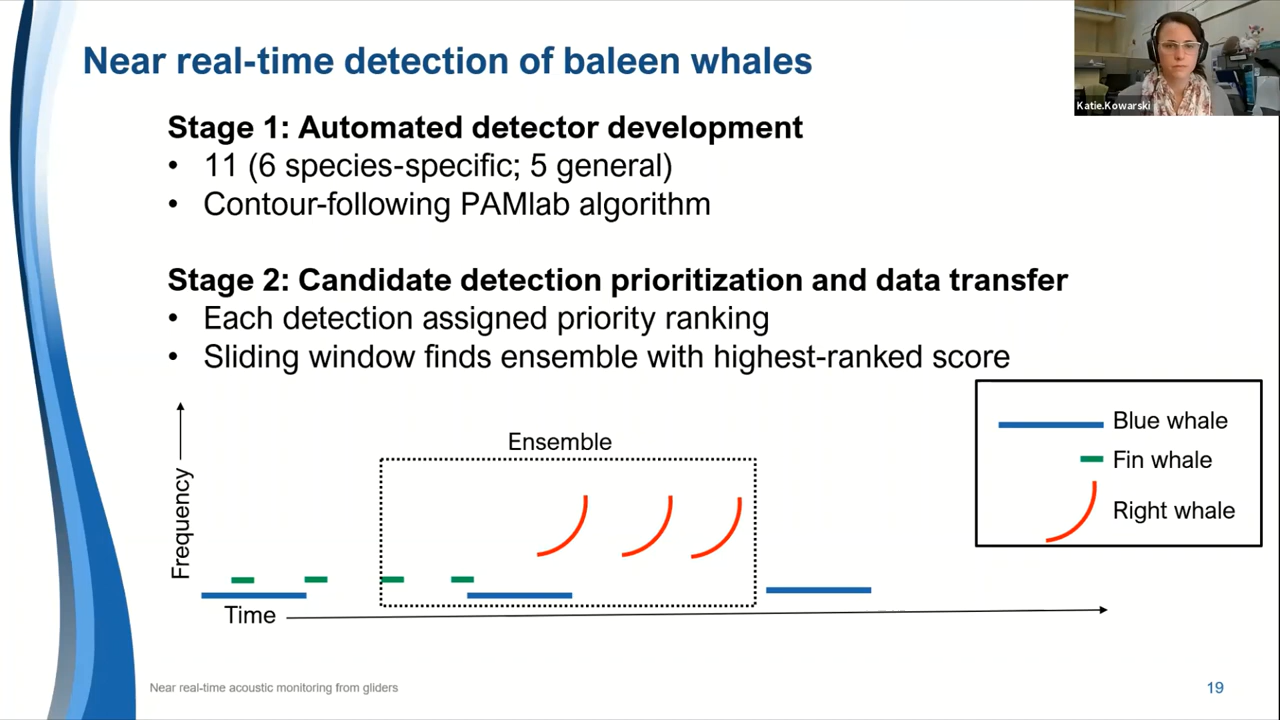 Near real-time detection of baleen whales
Katie.Kowarski
Stage 1: Automated detector development
• 11 (6 species-specific; 5 general)
• Contour-following PAMlab algorithm
Stage 2: Candidate detection prioritization and data transfer
• Each detection assigned priority ranking
• Sliding window finds ensemble with highest-ranked score
Ensemble
Frequency
Time
Blue whale
Fin whale
Right whale
Near real-time acoustic monitoring from gliders
19